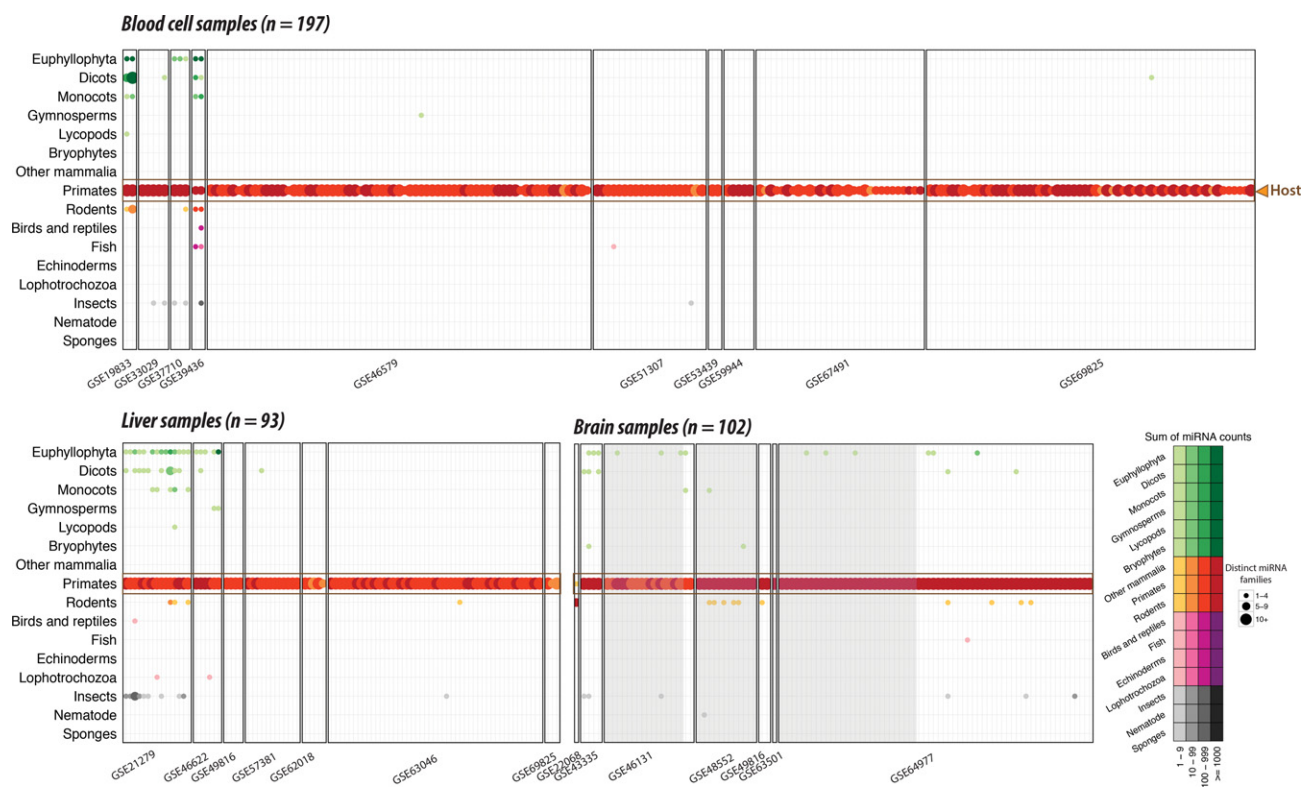 Blood cell samples (n = 197)
Euphyllophyta
Dicots
Monocots
Gymnosperms
Lycopods
Bryophytes
Other mammalia
Primates
Host
Rodents
Birds and reptiles
Fish
Echinoderms
Lophotrochozoa
Insects
Nematode
Sponges
GSE19833
GSE33029
GSE37710
GSE39436
GSE46579
GSE51307
GSE53439
GSE59944
GSE67491
GSE69825
Liver samples (n = 93)
Euphyllophyta
Dicots
Monocots
Gymnosperms
Lycopods
Bryophytes
Other mammalia
Primates
Rodents
Birds and reptiles
Fish
Echinoderms
Lophotrochozoa
Insects
Nematode
Sponges
GSE21279
GSE46622
GSE49816
GSE57381
GSE62018
GSE63046
GSE69825
Brain samples (n = 102)
GSE22068
GSE43335
GSE46131
GSE48552
GSE49816
GSE63501
GSE64977
Sum of miRNA counts
Euphyllophyta
Dicots
Monocots
Gymnosperms
Lycopods
Bryophytes
Other mammalia
Primates
Rodents
Birds and reptiles
Fish
Echinoderms
Lophotrochozoa
Insects
Nematode
Sponges
1 – 9
10 – 99
100 – 999
>= 1000
Distinct miRNA
families
1–4
5–9
10+